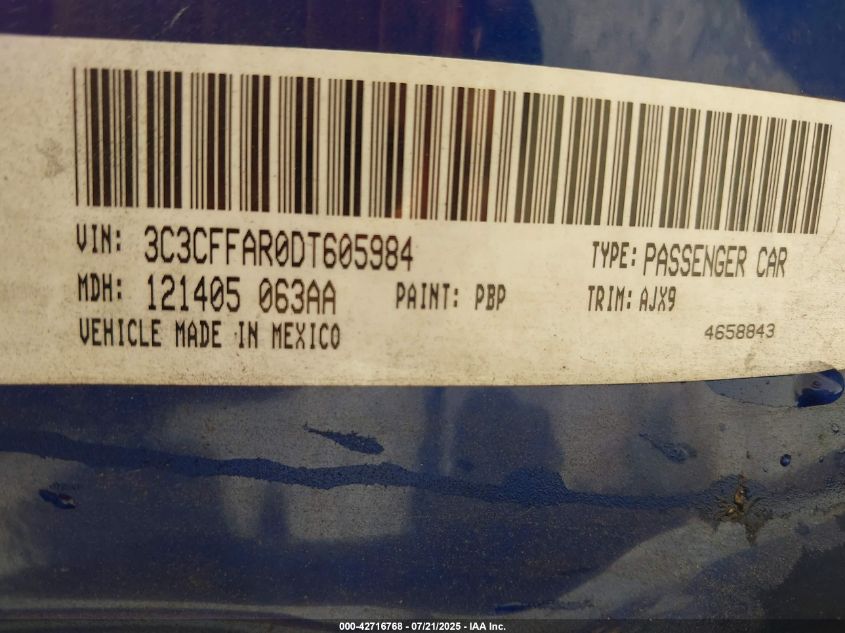 VIN: 3C3CFFAR0DT605984 TYPE: PASSENGER CAR
MDH: 121405 063AA PAINT: PBP TRIM: AJX9
VEHICLE MADE IN MEXICO 4658843
000-42716768 - 07/21/2025 - IAA Inc.